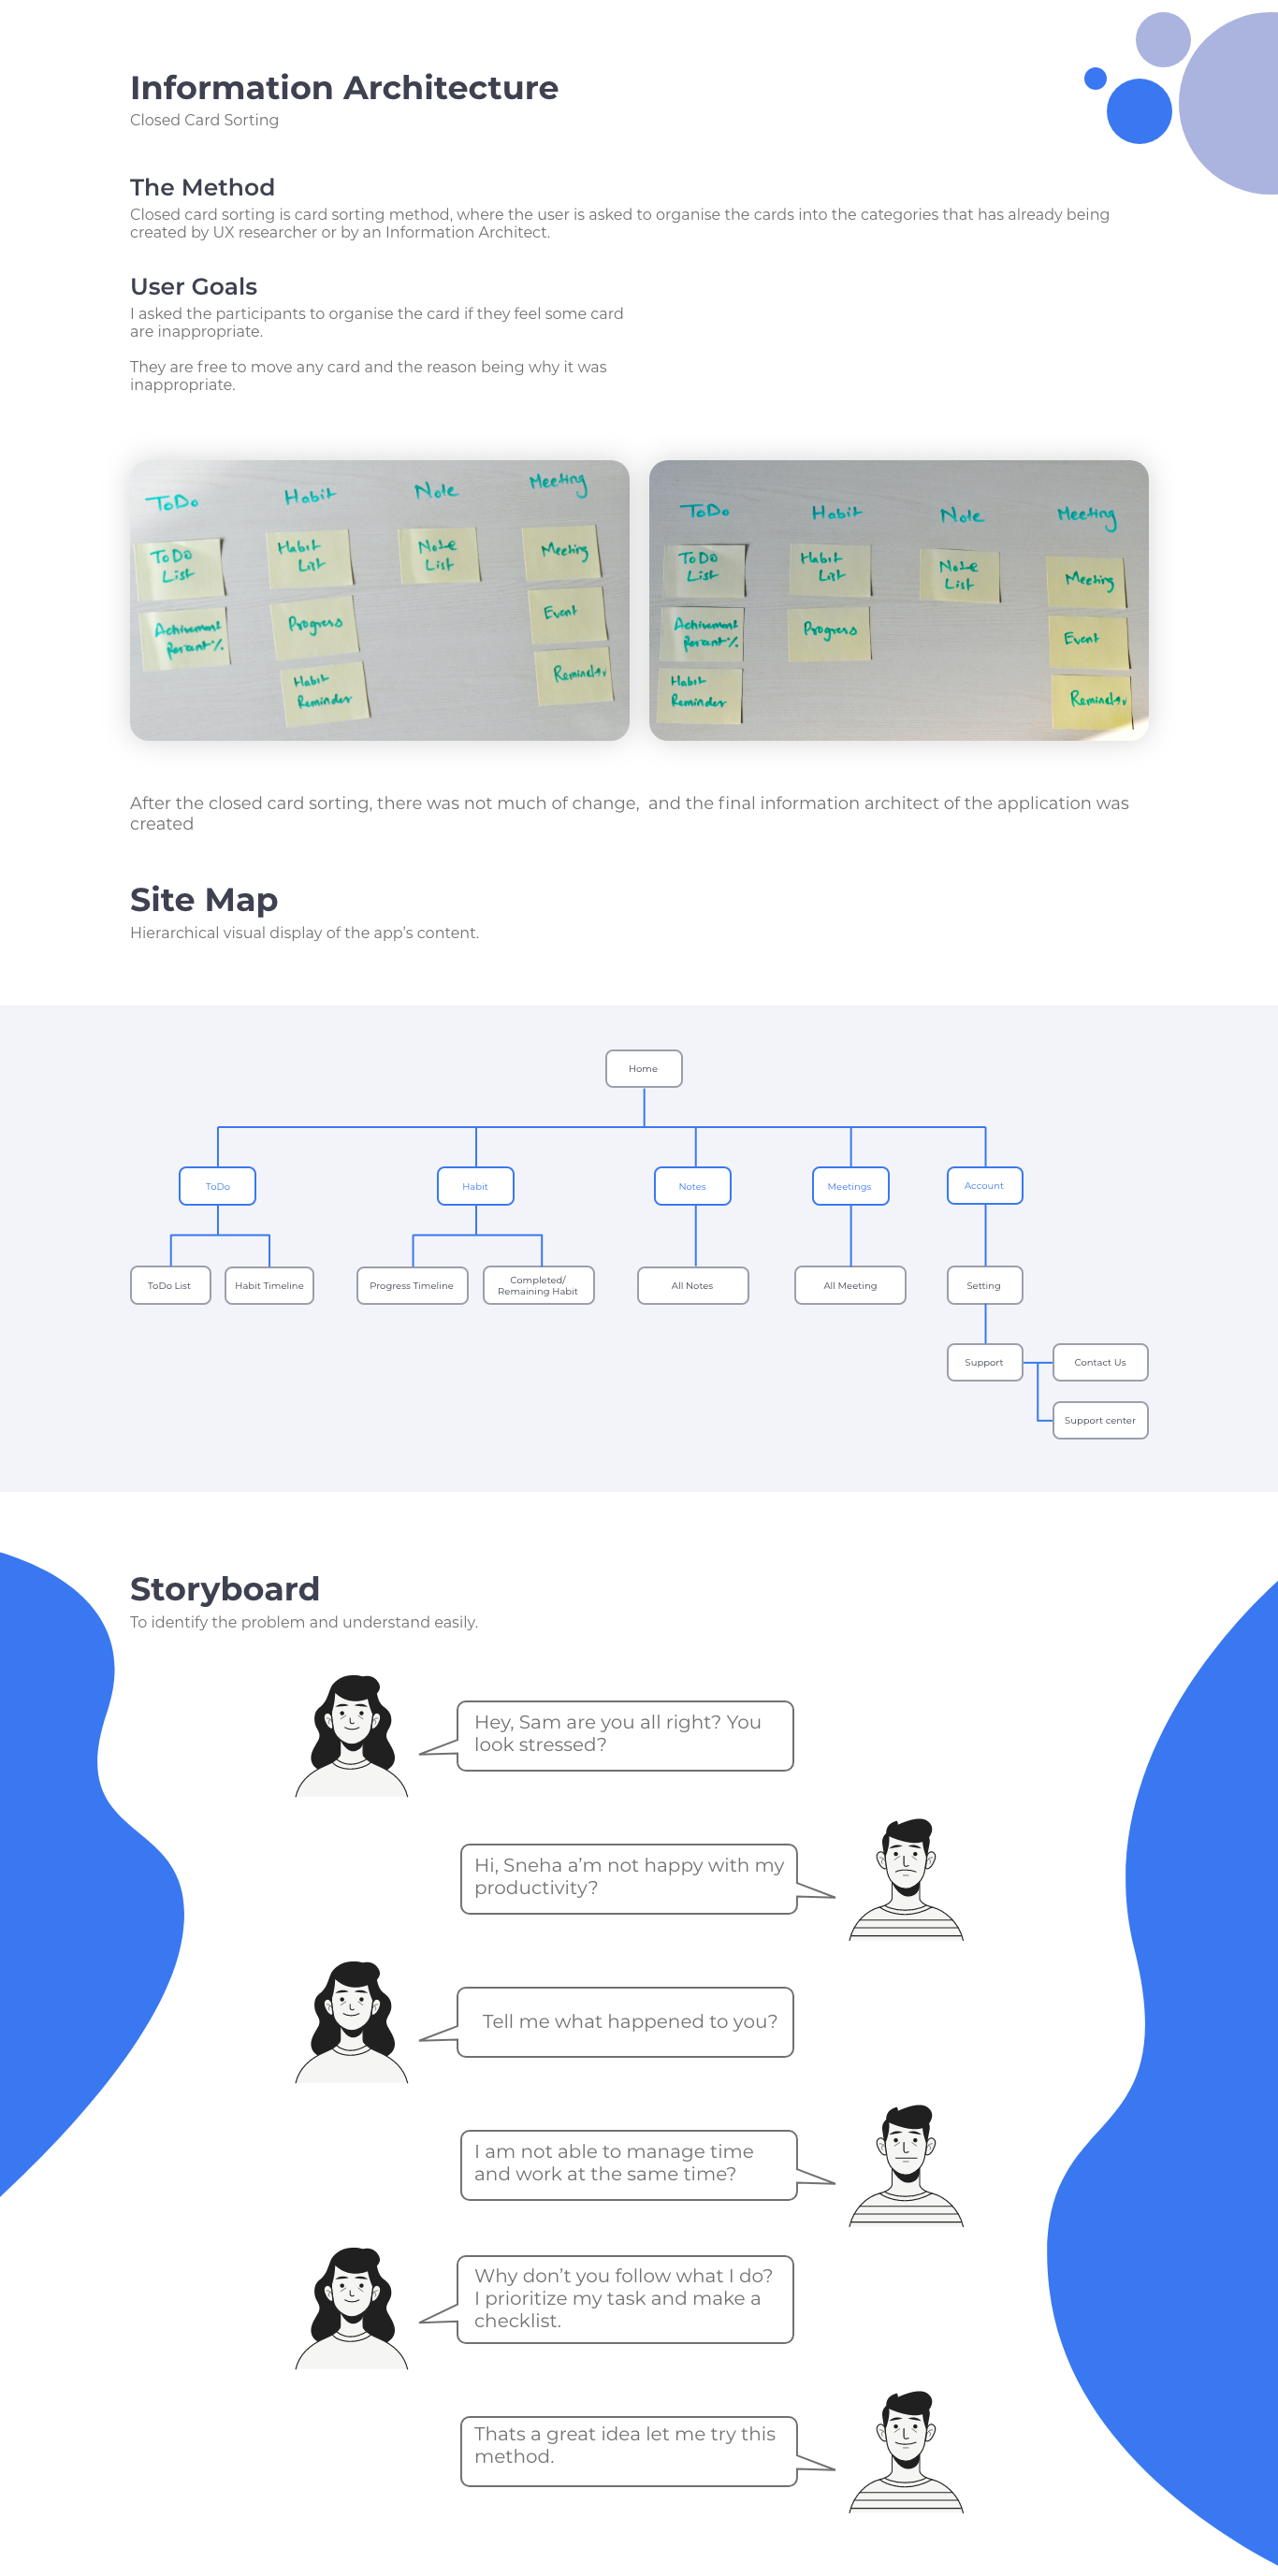 Information Architecture
Closed Card Sorting
The Method
Closed card sorting is card sorting method, where the user is asked to organise the cards into the categories that has already being
created by UX researcher or by an Information Architect.
User Goals
I asked the participants to organise the card if they feel some card
are inappropriate.
They are free to move any card and the reason being why it was
inappropriate.
ToDo
Habit
Note
Meeting
ToDo
List
Habit
List
Note
List
Meeting
Achivement
Percent%
Progress
Event
Habit
Reminder
Reminder
ToDo
Habit
Note
Meeting
ToDo
List
Habit
List
Note
List
Meeting
Achivement
Percent%
Progress
Event
Habit
Reminder
Reminder
After the closed card sorting, there was not much of change, and the final information architect of the application was
created
Site Map
Hierarchical visual display of the app's content.
Home
ToDo
Habit
Notes
Meetings
Account
ToDo List
Habit Timeline
Progress Timeline
Completed/
Remaining Habit
All Notes
All Meeting
Setting
Support
Contact Us
Support center
Storyboard
To identify the problem and understand easily.
Hey, Sam are you all right? You
look stressed?
Hi, Sneha a'm not happy with my
productivity?
Tell me what happened to you?
I am not able to manage time
and work at the same time?
Why don't you follow what I do?
I prioritize my task and make a
checklist.
Thats a great idea let me try this
method.